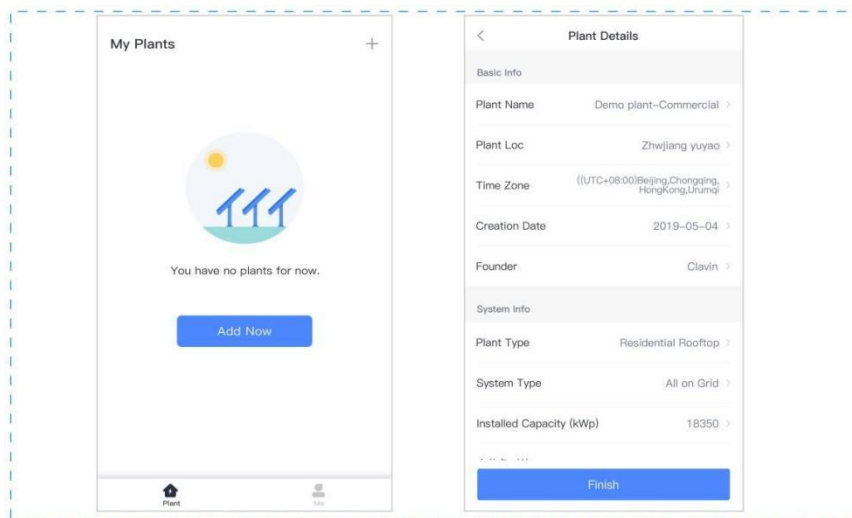 My Plants
+
You have no plants for now.
Add Now
Plant
Me
Plant Details
Basic Info
Plant Name Demo plant-Commercial
Plant Loc Zhwjiang yuyao
Time Zone ((UTC+08:00)Beijing,Chongqing,
HongKong,Urumqi
Creation Date 2019-05-04
Founder Clavin
System Info
Plant Type Residential Rooftop
System Type All on Grid
Installed Capacity (kWp) 18350
Finish